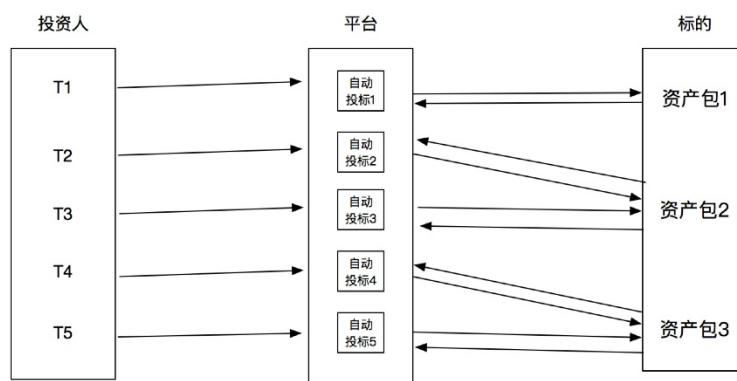 投资人
平台
标的
T1
T2
T3
T4
T5
自动
投标1
自动
投标2
自动
投标3
自动
投标4
自动
投标5
资产包1
资产包2
资产包3